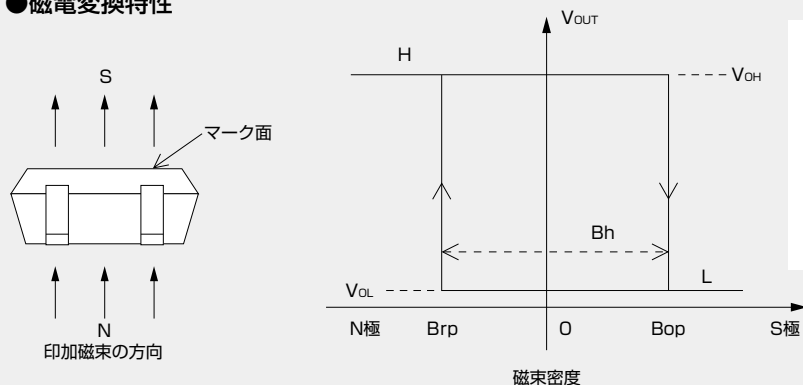 ●磁電変換特性
S
マーク面
N
印加磁束の方向
VOUT
H
VOH
Bh
VOL
L
N極 Brp 0 Bop S極
磁束密度